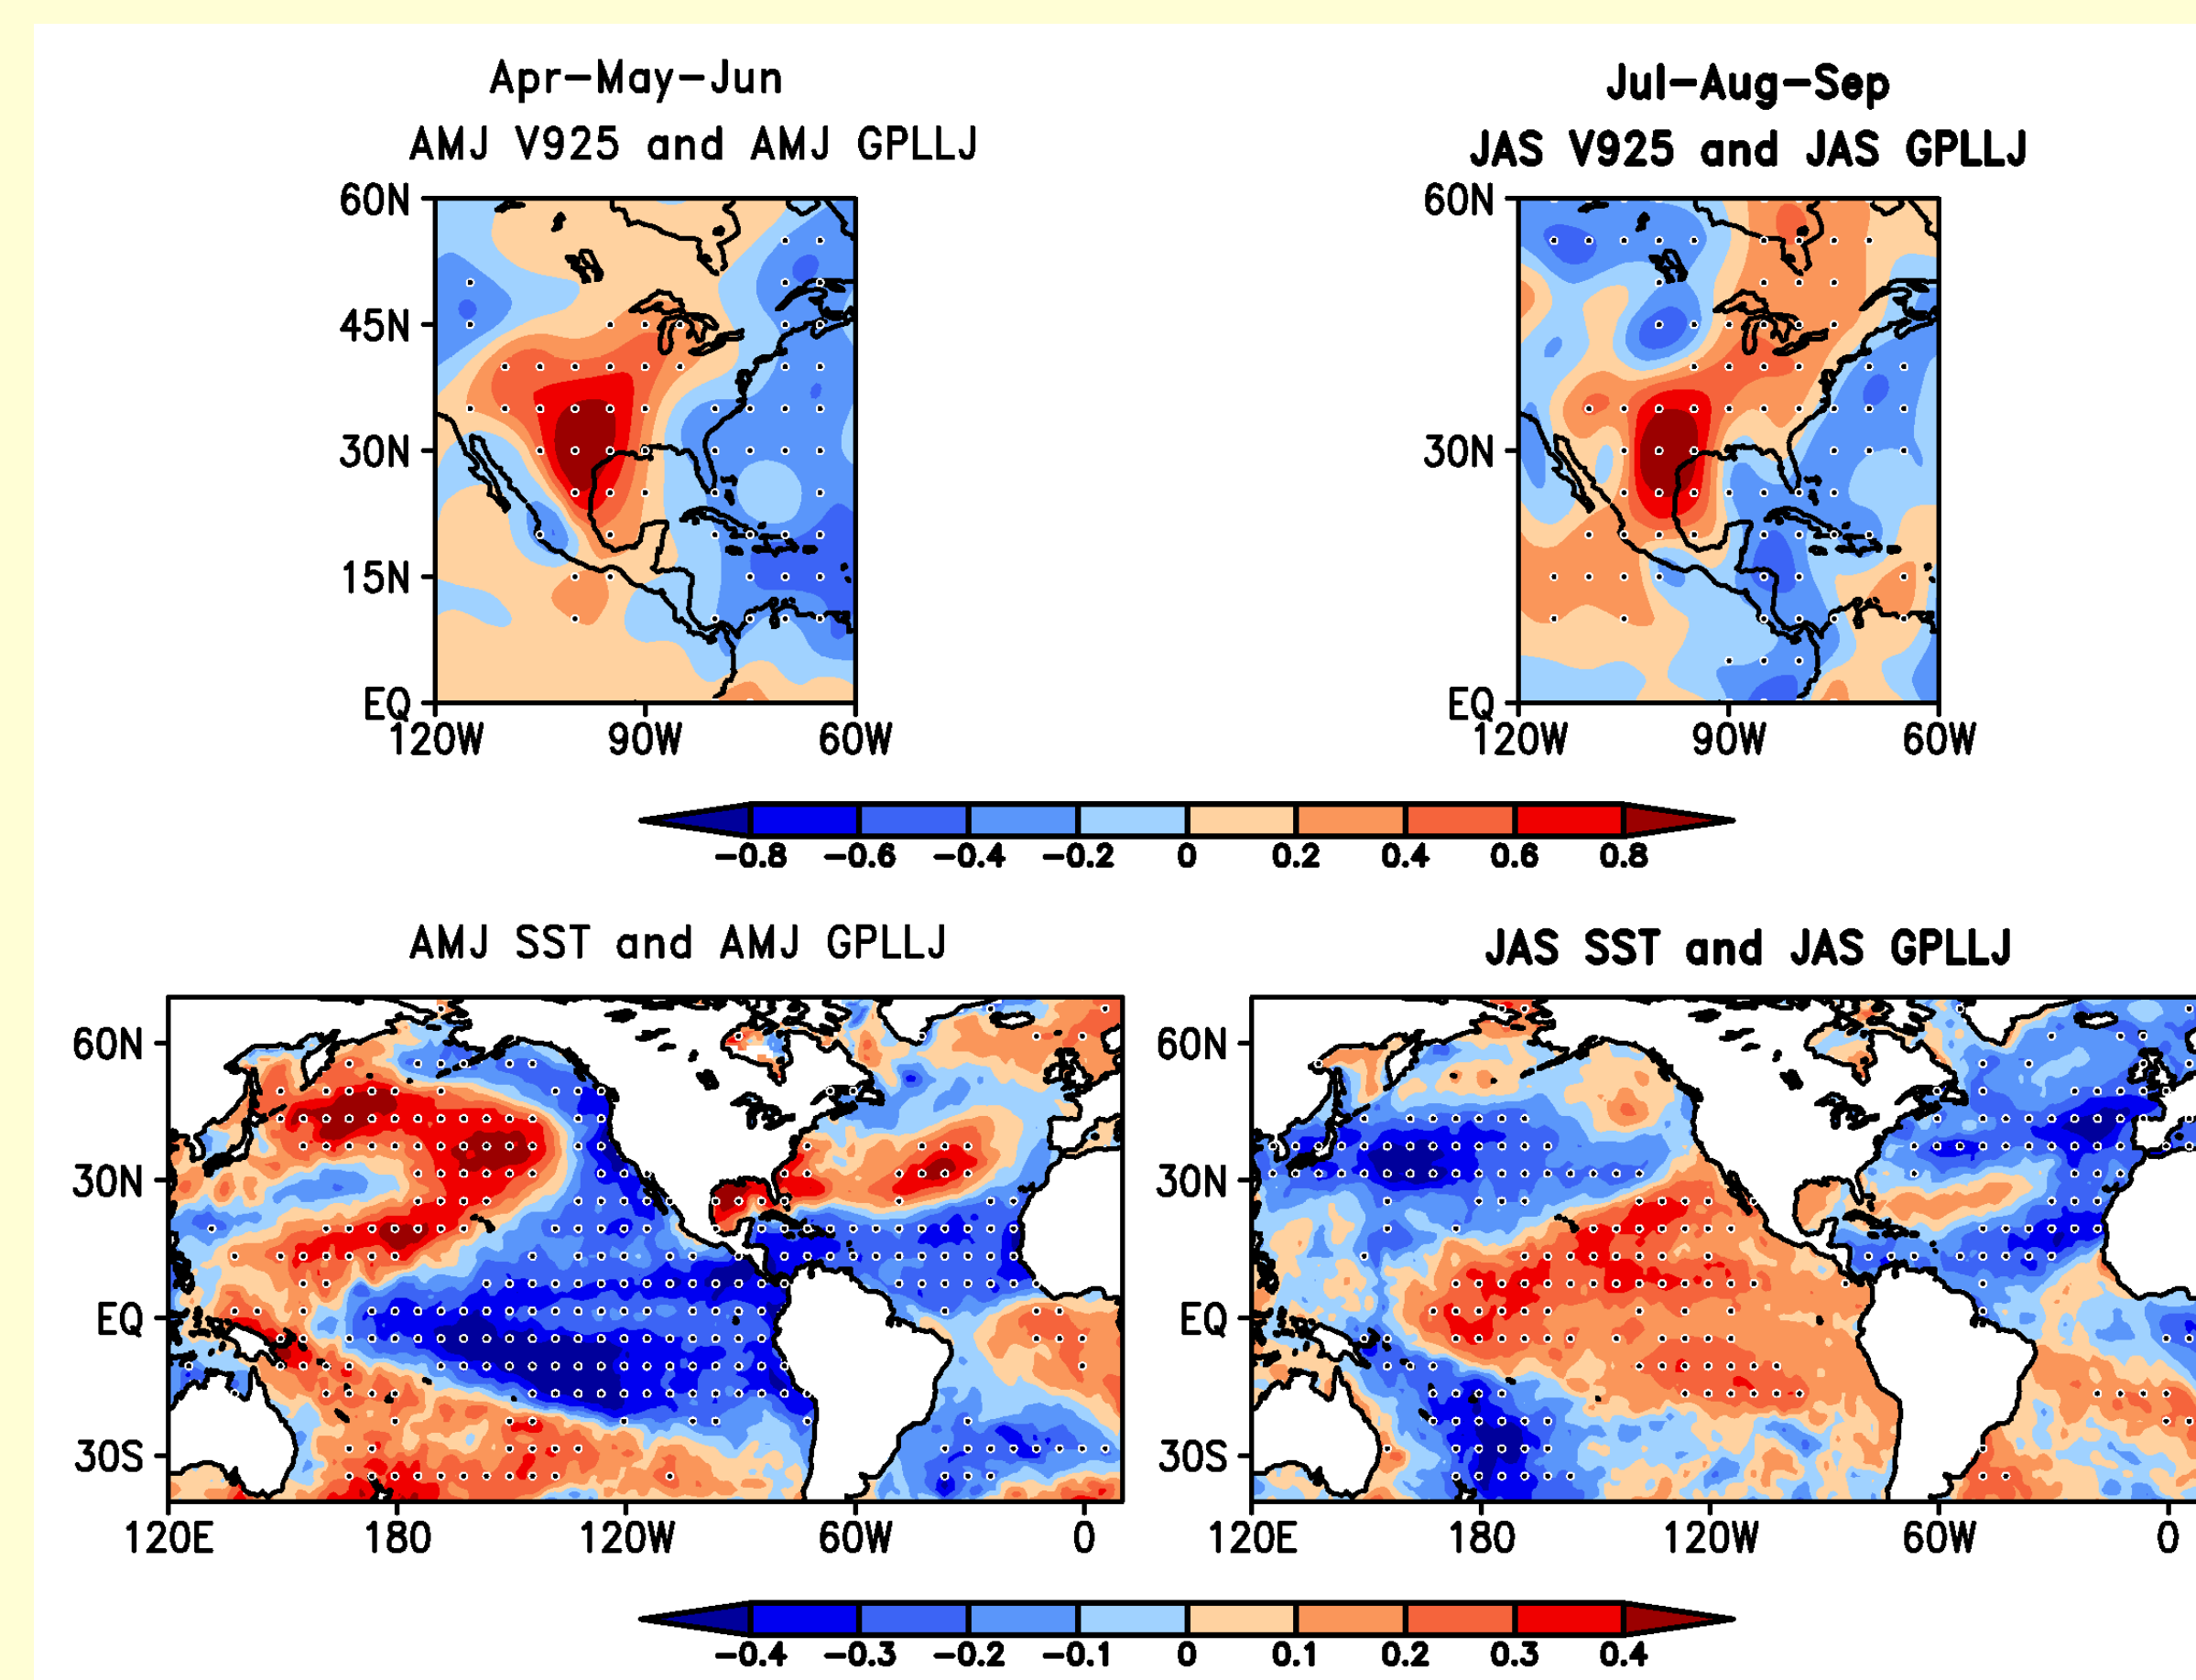 Apr-May-Jun
AMJ V925 and AMJ GPLLJ
60N
45N
30N
15N
EQ
120W 90W 60W
Jul-Aug-Sep
JAS V925 and JAS GPLLJ
60N
30N
EQ
120W 90W 60W
-0.8 -0.6 -0.4 -0.2 0 0.2 0.4 0.6 0.8
AMJ SST and AMJ GPLLJ
60N
30N
EQ
30S
120E 180 120W 60W 0
JAS SST and JAS GPLLJ
60N
30N
EQ
30S
120E 180 120W 60W 0
-0.4 -0.3 -0.2 -0.1 0 0.1 0.2 0.3 0.4